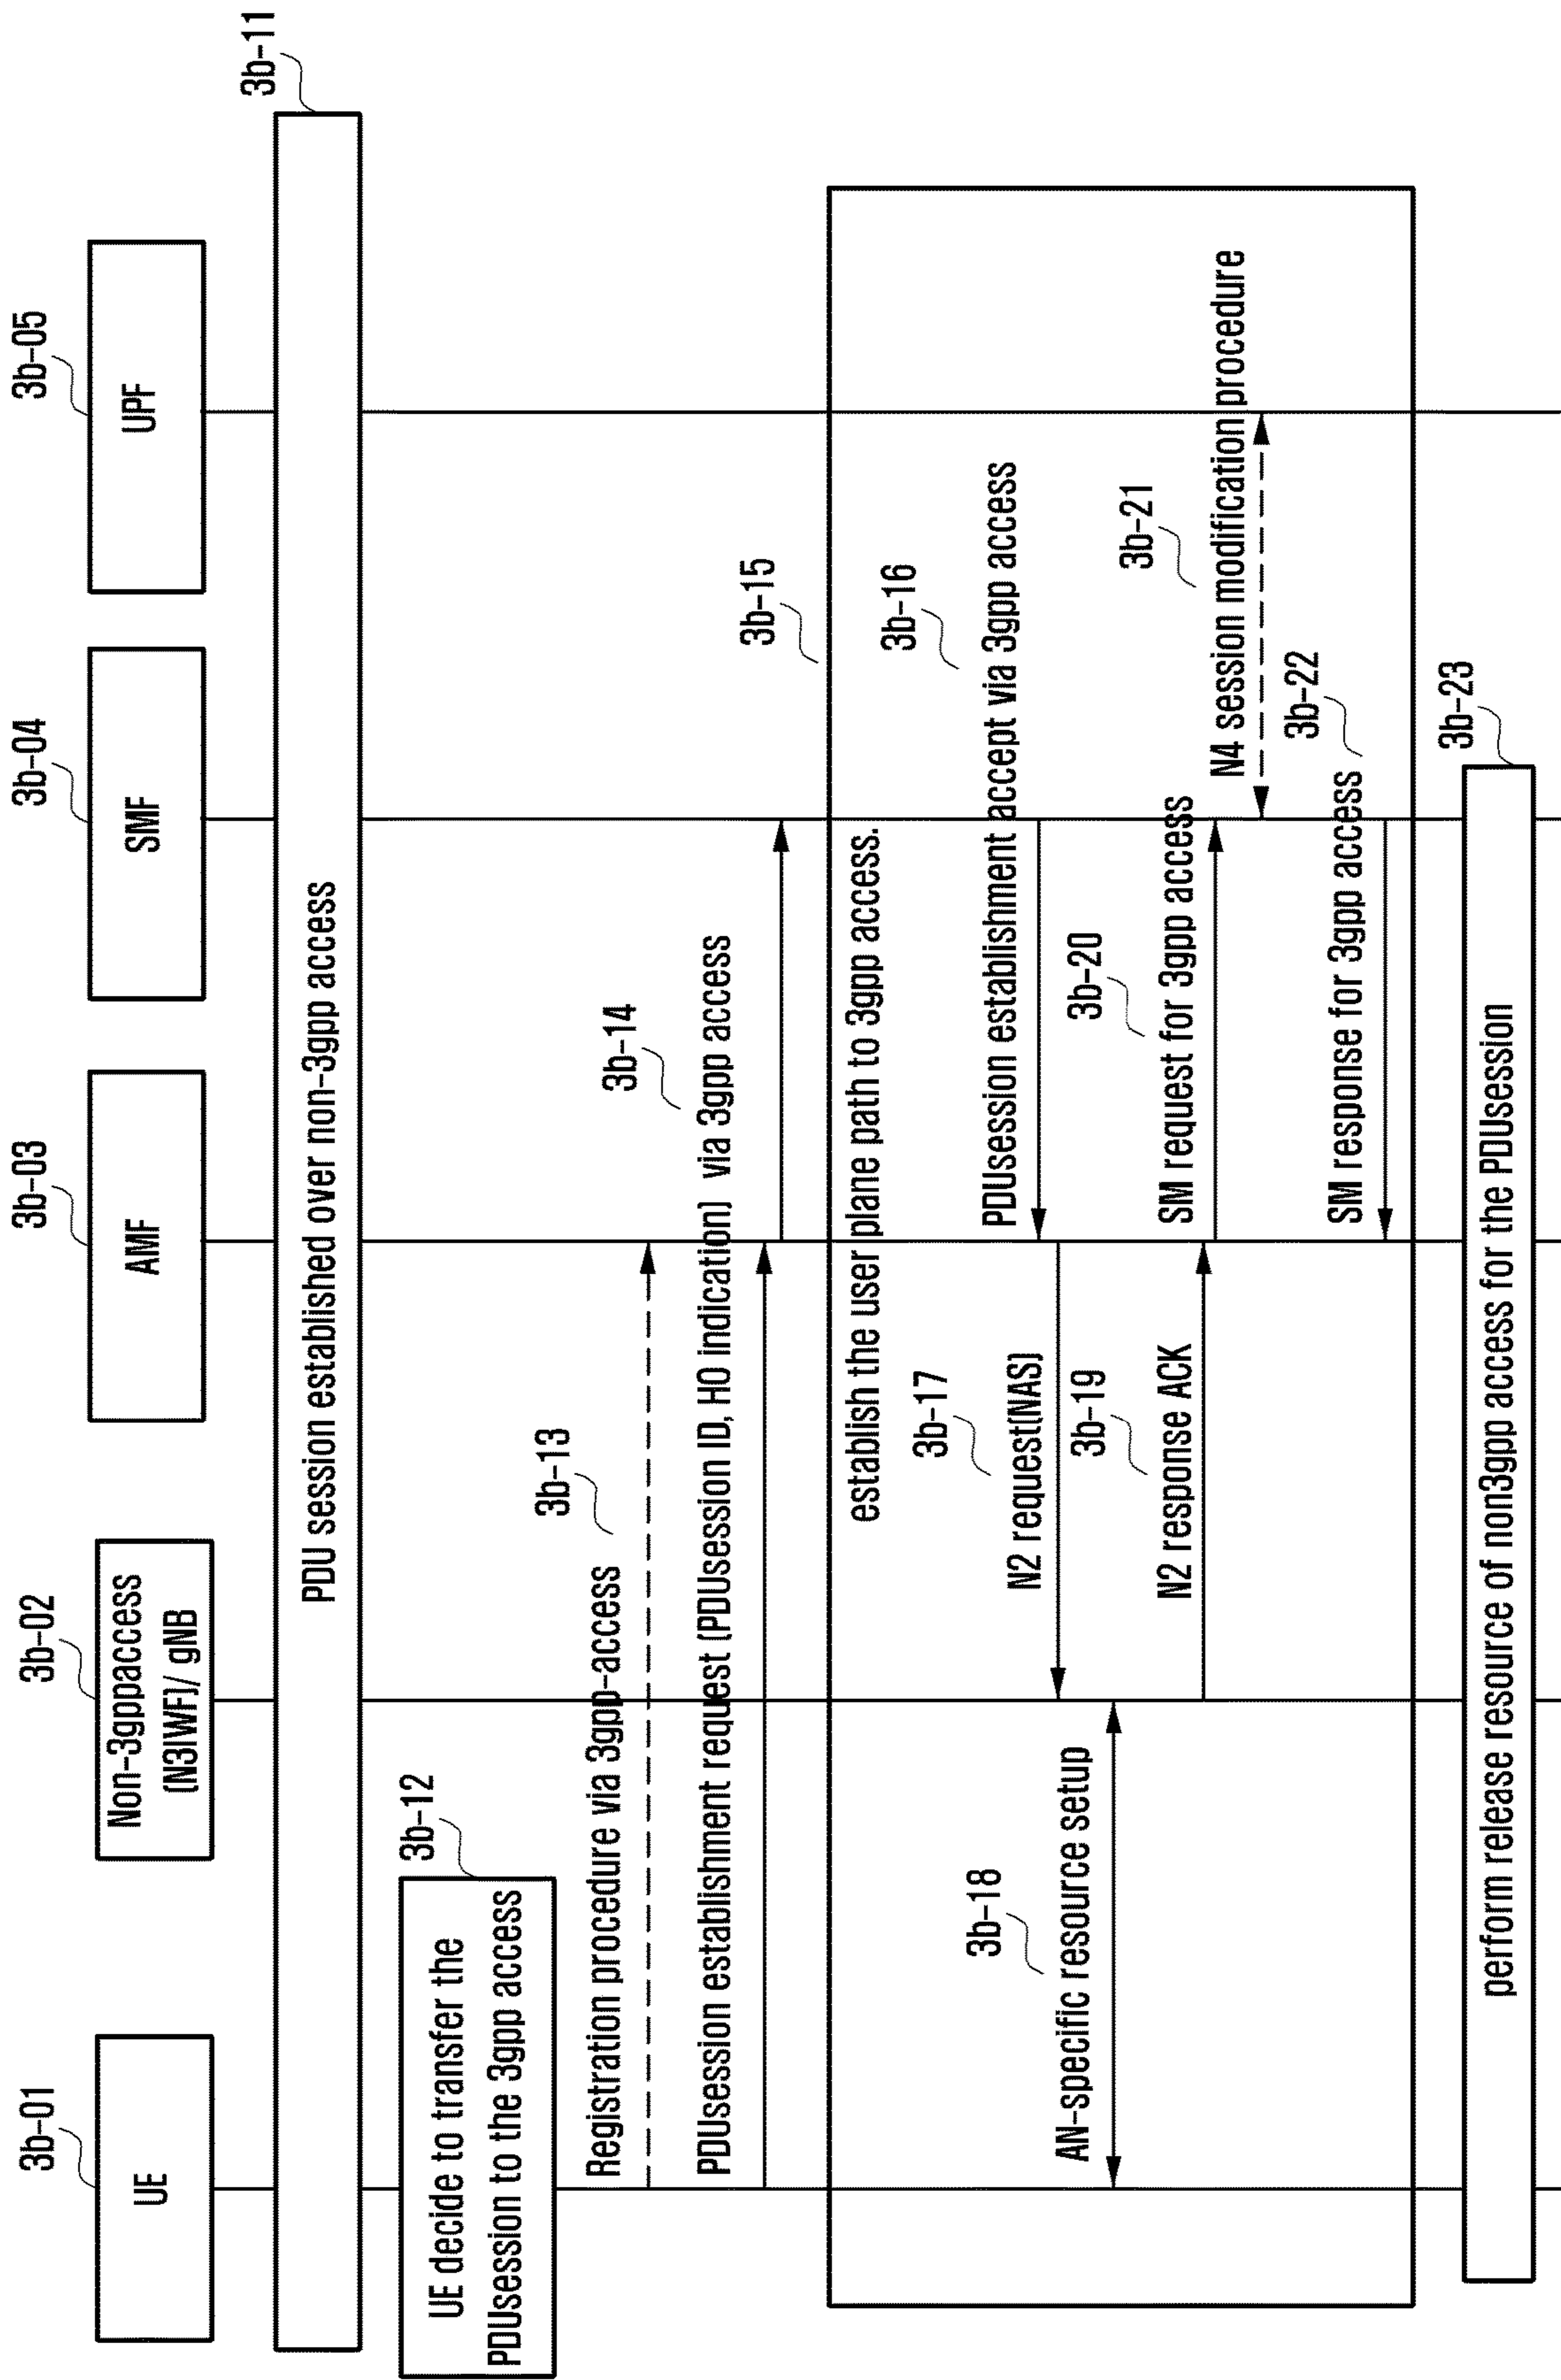 3b-01
UE
3b-02
Non-3gppaccess
(N3IWF)/ gNB
3b-03
AMF
3b-04
SMF
3b-05
UPF
3b-11
PDU session established over non-3gpp access
3b-12
UE decide to transfer the
PDUsession to the 3gpp access
3b-13
Registration procedure via 3gpp-access
3b-14
PDUsession establishment request (PDUsession ID, HO indication) via 3gpp access
3b-15
establish the user plane path to 3gpp access.
3b-16
PDUsession establishment accept via 3gpp access
3b-17
N2 request(NAS)
3b-18
AN-specific resource setup
3b-19
N2 response ACK
3b-20
SM request for 3gpp access
3b-21
N4 session modification procedure
3b-22
SM response for 3gpp access
3b-23
perform release resource of non3gpp access for the PDUsession